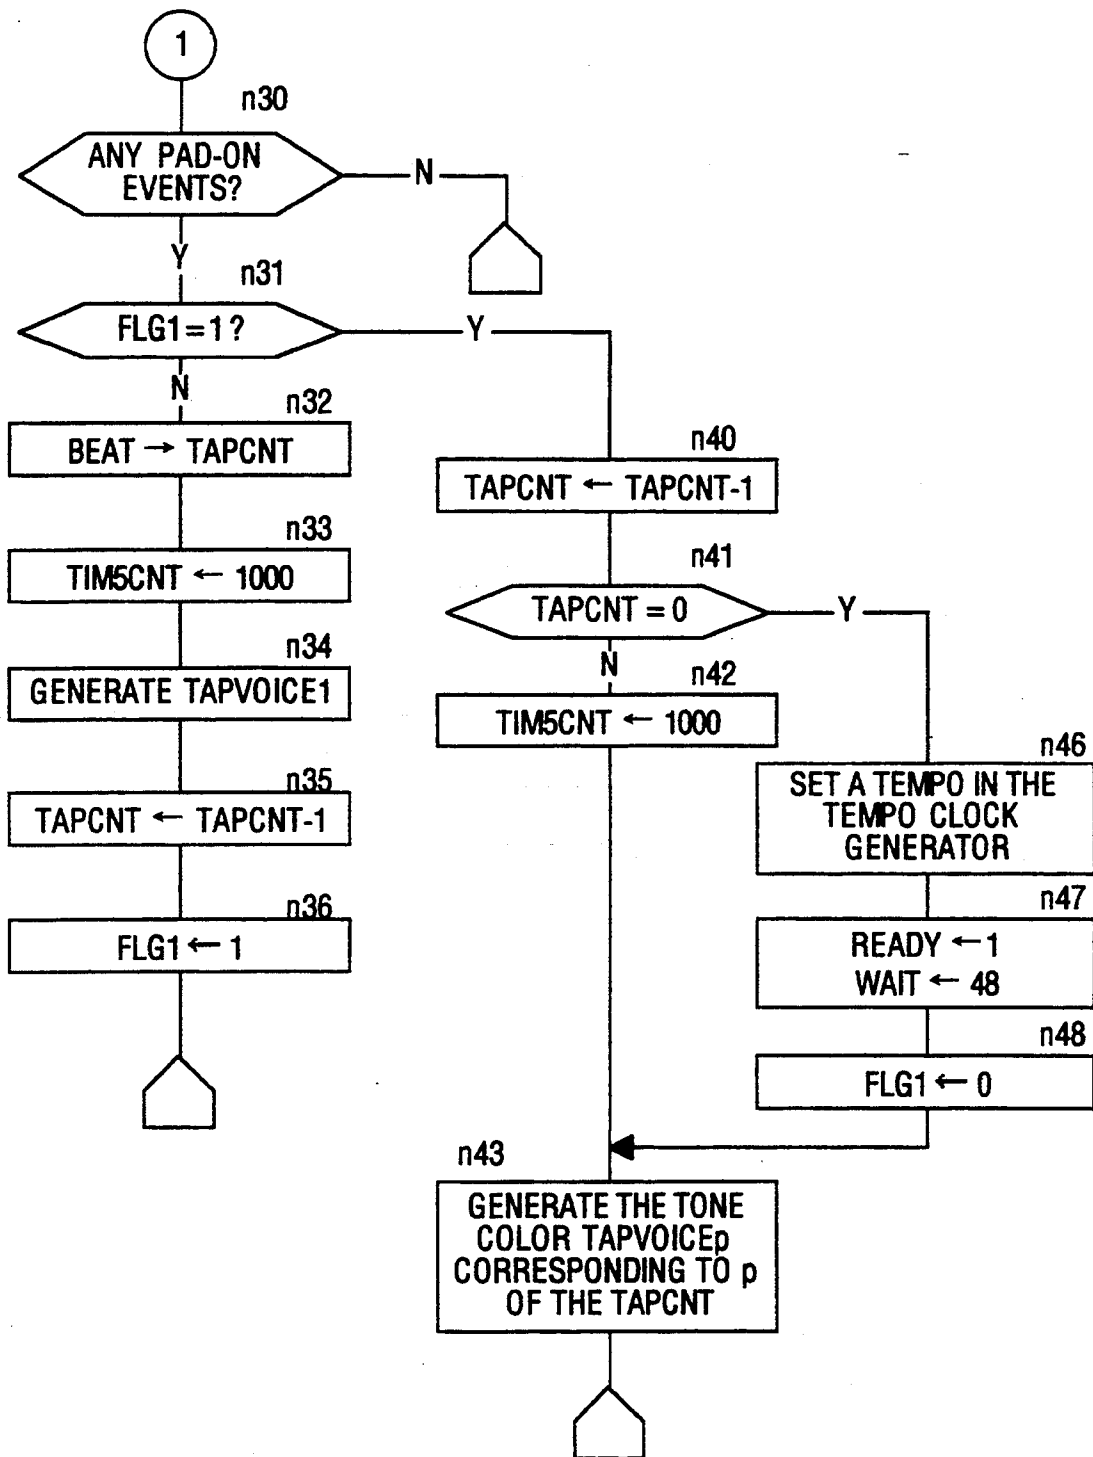 1
n30
ANY PAD-ON
EVENTS?
N
Y
n31
FLG1=1?
Y
N
n32
BEAT → TAPCNT
n33
TIM5CNT ← 1000
n34
GENERATE TAPVOICE1
n35
TAPCNT ← TAPCNT-1
n36
FLG1 ← 1
n40
TAPCNT ← TAPCNT-1
n41
TAPCNT = 0
Y
N
n42
TIM5CNT ← 1000
n46
SET A TEMPO IN THE
TEMPO CLOCK
GENERATOR
n47
READY ← 1
WAIT ← 48
n48
FLG1 ← 0
n43
GENERATE THE TONE
COLOR TAPVOICEp
CORRESPONDING TO p
OF THE TAPCNT